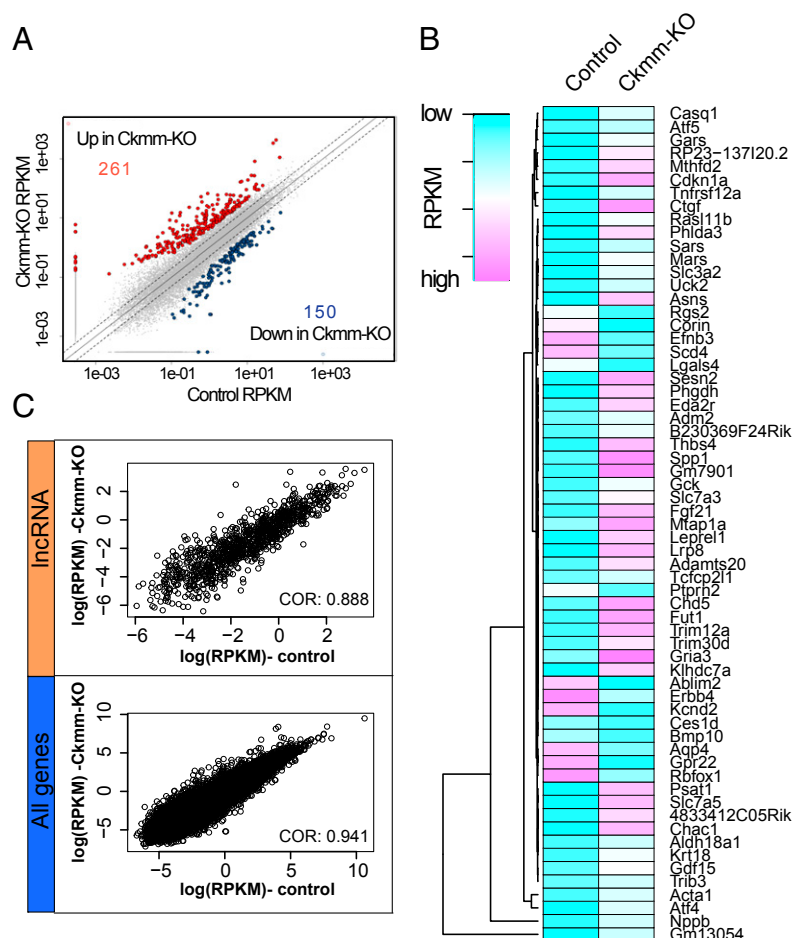 A
Up in Ckmm-KO
261
150
Down in Ckmm-KO
Ckmm-KO RPKM
1e+03
1e+01
1e-01
1e-03
1e-03
1e-01
1e+01
1e+03
Control RPKM
B
Control
Ckmm-KO
low
RPKM
high
Casq1
Atf5
Gars
RP23−137I20.2
Mthfd2
Cdkn1a
Tnfrsf12a
Ctgf
Rasl11b
Phlda3
Sars
Mars
Slc3a2
Uck2
Asns
Rgs2
Corin
Efnb3
Scd4
Lgals4
Sesn2
Phgdh
Eda2r
Adm2
B230369F24Rik
Thbs4
Spp1
Gm7901
Gck
Slc7a3
Fgf21
Mtap1a
Leprel1
Lrp8
Adamts20
Tcfcp2l1
Ptprn2
Chd5
Fut1
Trim12a
Trim30d
Gria3
Klhdc7a
Ablim2
Erbb4
Kcnd2
Ces1d
Bmp10
Aqp4
Gpr22
Rbfox1
Psat1
Slc7a5
4833412C05Rik
Chac1
Aldh18a1
Krt18
Gdf15
Trib3
Acta1
Atf4
Nppb
Gm13054
C
lncRNA
log(RPKM) -Ckmm-KO
2
0
−2
−4
−6
COR: 0.888
−6 −4 −2 0 2
log(RPKM)- control
All genes
log(RPKM) -Ckmm-KO
10
5
0
−5
COR: 0.941
−5 0 5 10
log(RPKM)- control